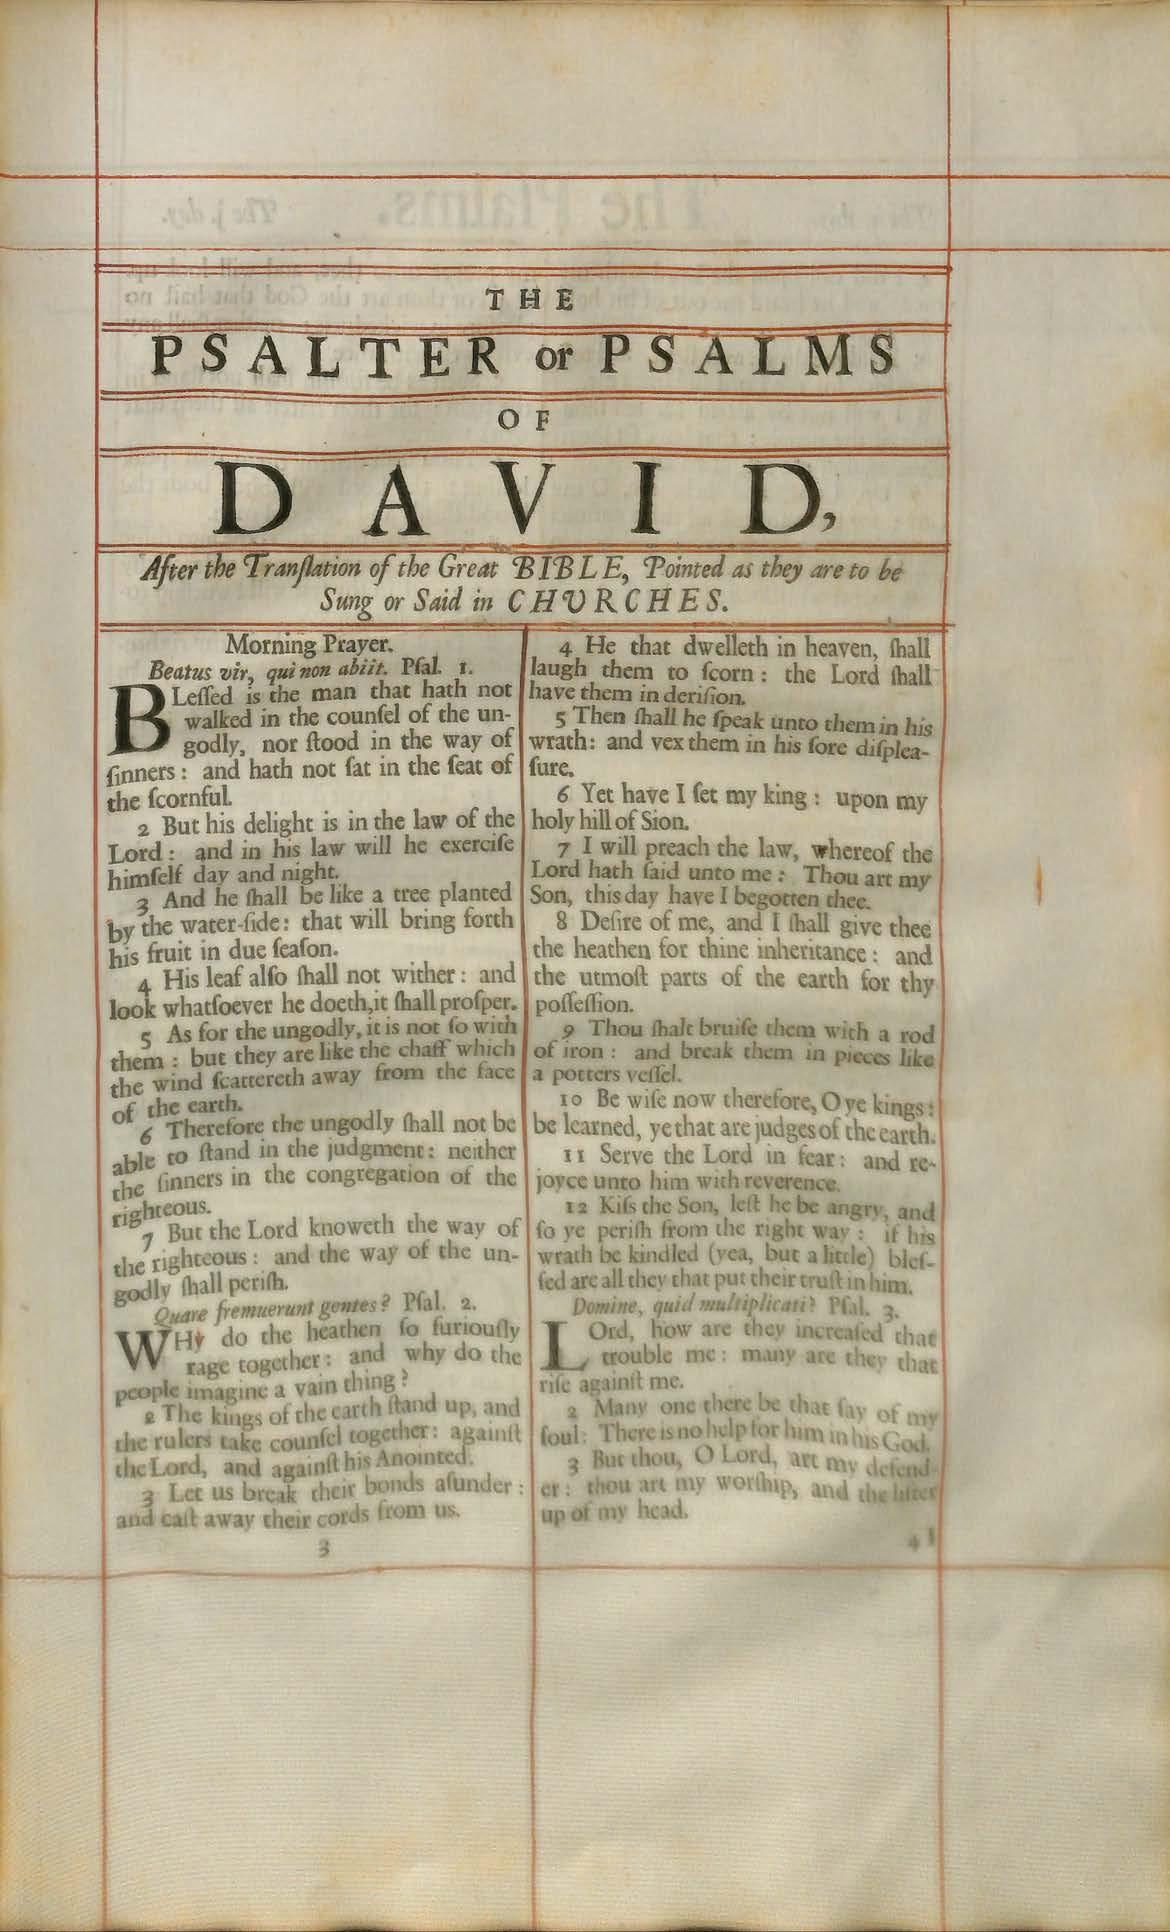 THE
PSALTER or PSALMS
OF
DAVID,
After the Tranſlation of the Great BIBLE, Pointed as they are to be
Sung or Said in CHURCHES.
Morning Prayer.
Beatus vir, qui non abiit. Pſal. 1.
BLeſſed is the man that hath not
walked in the counſel of the un-
godly, nor ſtood in the way of
ſinners: and hath not ſat in the ſeat of
the ſcornful.
2 But his delight is in the law of the
Lord: and in his law will he exerciſe
himſelf day and night.
3 And he ſhall be like a tree planted
by the water-ſide: that will bring forth
his fruit in due ſeaſon.
4 His leaf alſo ſhall not wither: and
look whatſoever he doeth, it ſhall proſper.
5 As for the ungodly, it is not ſo with
them: but they are like the chaff which
the wind ſcattereth away from the face
of the earth.
6 Therefore the ungodly ſhall not be
able to ſtand in the judgment: neither
the ſinners in the congregation of the
righteous.
7 But the Lord knoweth the way of
the righteous: and the way of the un-
godly ſhall periſh.
Quare fremuerunt gentes? Pſal. 2.
WHy do the heathen ſo furiouſly
rage together: and why do the
people imagine a vain thing?
2 The kings of the earth ſtand up, and
the rulers take counſel together: againſt
the Lord, and againſt his Anointed.
3 Let us break their bonds aſunder:
and caſt away their cords from us.
3
4 He that dwelleth in heaven, ſhall
laugh them to ſcorn: the Lord ſhall
have them in deriſion.
5 Then ſhall he ſpeak unto them in his
wrath: and vex them in his ſore diſplea-
ſure.
6 Yet have I ſet my king: upon my
holy hill of Sion.
7 I will preach the law, whereof the
Lord hath ſaid unto me: Thou art my
Son, this day have I begotten thee.
8 Deſire of me, and I ſhall give thee
the heathen for thine inheritance: and
the utmoſt parts of the earth for thy
poſſeſſion.
9 Thou ſhalt bruiſe them with a rod
of iron: and break them in pieces like
a potters veſſel.
10 Be wiſe now therefore, O ye kings:
be learned, ye that are judges of the earth.
11 Serve the Lord in fear: and re-
joyce unto him with reverence.
12 Kiſs the Son, leſt he be angry, and
ſo ye periſh from the right way: if his
wrath be kindled (yea, but a little) bleſ-
ſed are all they that put their truſt in him.
Domine, quid multiplicati? Pſal. 3.
LOrd, how are they increaſed that
trouble me: many are they that
riſe againſt me.
2 Many one there be that ſay of my
ſoul: There is no help for him in his God.
3 But thou, O Lord, art my defend-
er: thou art my worſhip, and the lifter
up of my head.
4 I